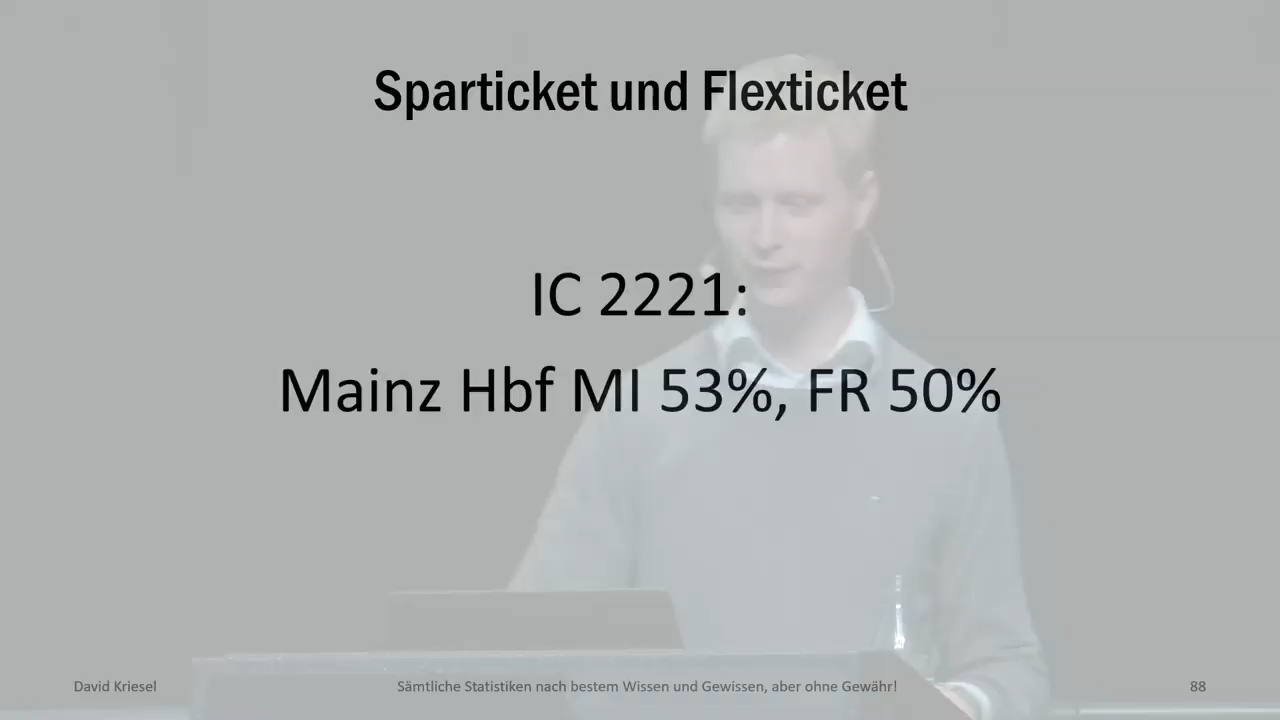 Sparticket und Flexticket
IC 2221:
Mainz Hbf MI 53%, FR 50%
David Kriesel
Sämtliche Statistiken nach bestem Wissen und Gewissen, aber ohne Gewähr!
88